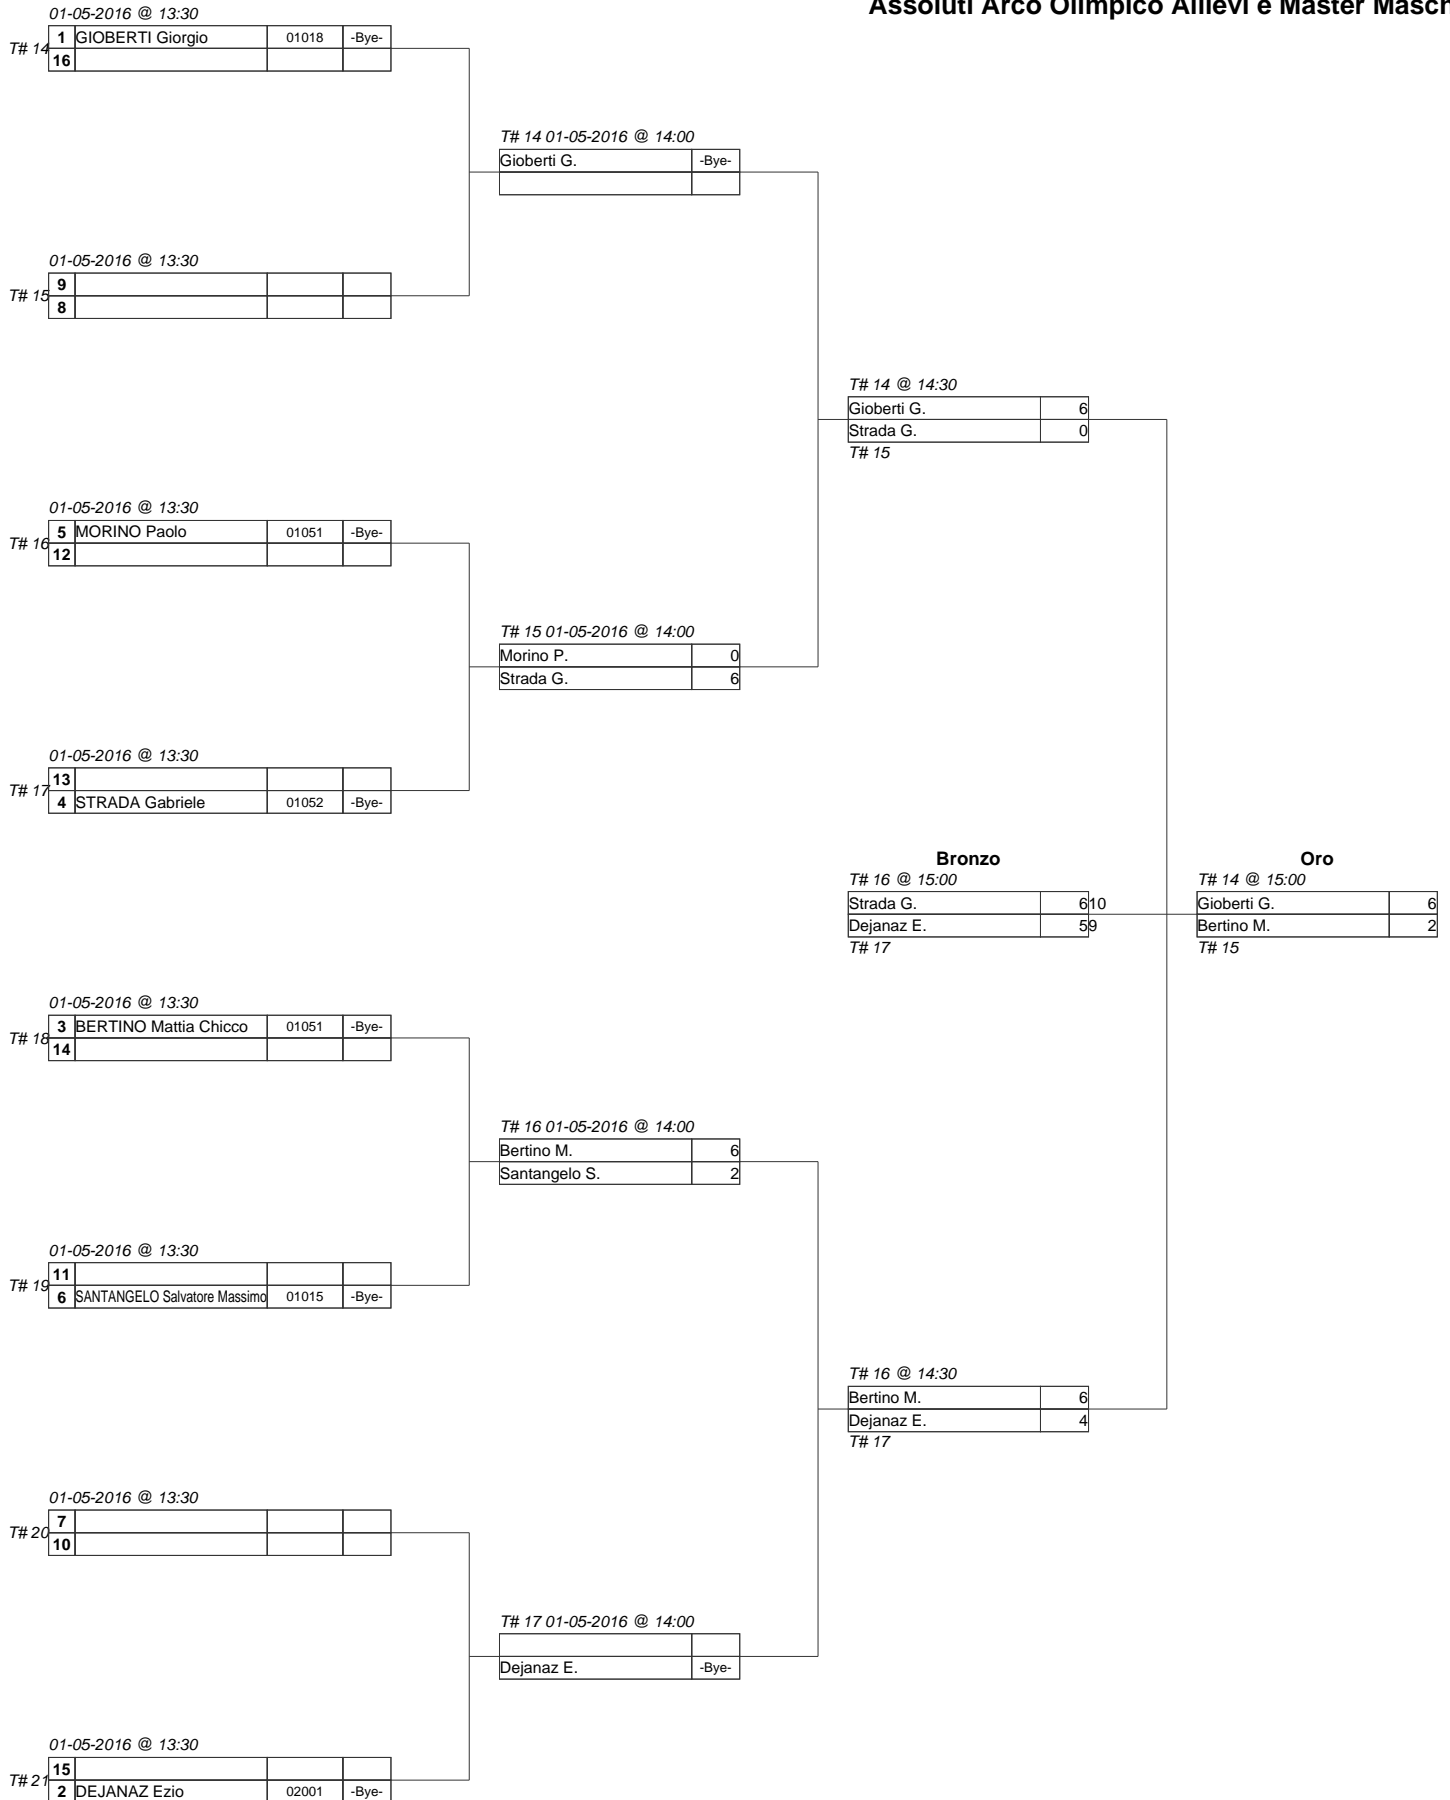 Assoluti Arco Olimpico Allievi e Master Masch
01-05-2016 @ 13:30
T# 14
1 GIOBERTI Giorgio 01018 -Bye-
16
T# 14 01-05-2016 @ 14:00
Gioberti G. -Bye-
01-05-2016 @ 13:30
T# 15
9
8
T# 14 @ 14:30
Gioberti G. 6
Strada G. 0
T# 15
01-05-2016 @ 13:30
T# 16
5 MORINO Paolo 01051 -Bye-
12
T# 15 01-05-2016 @ 14:00
Morino P. 0
Strada G. 6
01-05-2016 @ 13:30
T# 17
13
4 STRADA Gabriele 01052 -Bye-
Bronzo
T# 16 @ 15:00
Strada G. 610
Dejanaz E. 59
T# 17
Oro
T# 14 @ 15:00
Gioberti G. 6
Bertino M. 2
T# 15
01-05-2016 @ 13:30
T# 18
3 BERTINO Mattia Chicco 01051 -Bye-
14
T# 16 01-05-2016 @ 14:00
Bertino M. 6
Santangelo S. 2
01-05-2016 @ 13:30
T# 19
11
6 SANTANGELO Salvatore Massimo 01015 -Bye-
T# 16 @ 14:30
Bertino M. 6
Dejanaz E. 4
T# 17
01-05-2016 @ 13:30
T# 20
7
10
T# 17 01-05-2016 @ 14:00
Dejanaz E. -Bye-
01-05-2016 @ 13:30
T# 21
15
2 DEJANAZ Ezio 02001 -Bye-